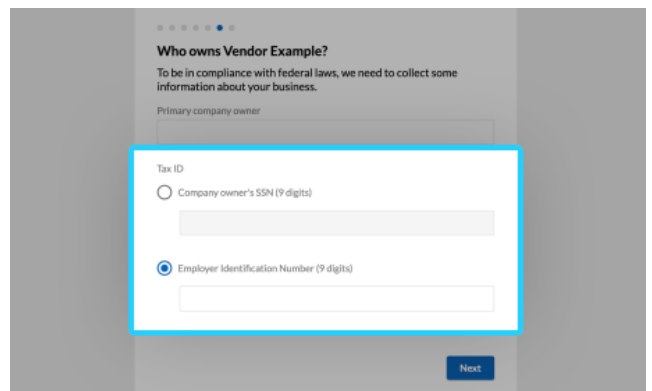 Who owns Vendor Example?
To be in compliance with federal laws, we need to collect some
information about your business.
Primary company owner
Tax ID
Company owner's SSN (9 digits)
Employer Identification Number (9 digits)
Next